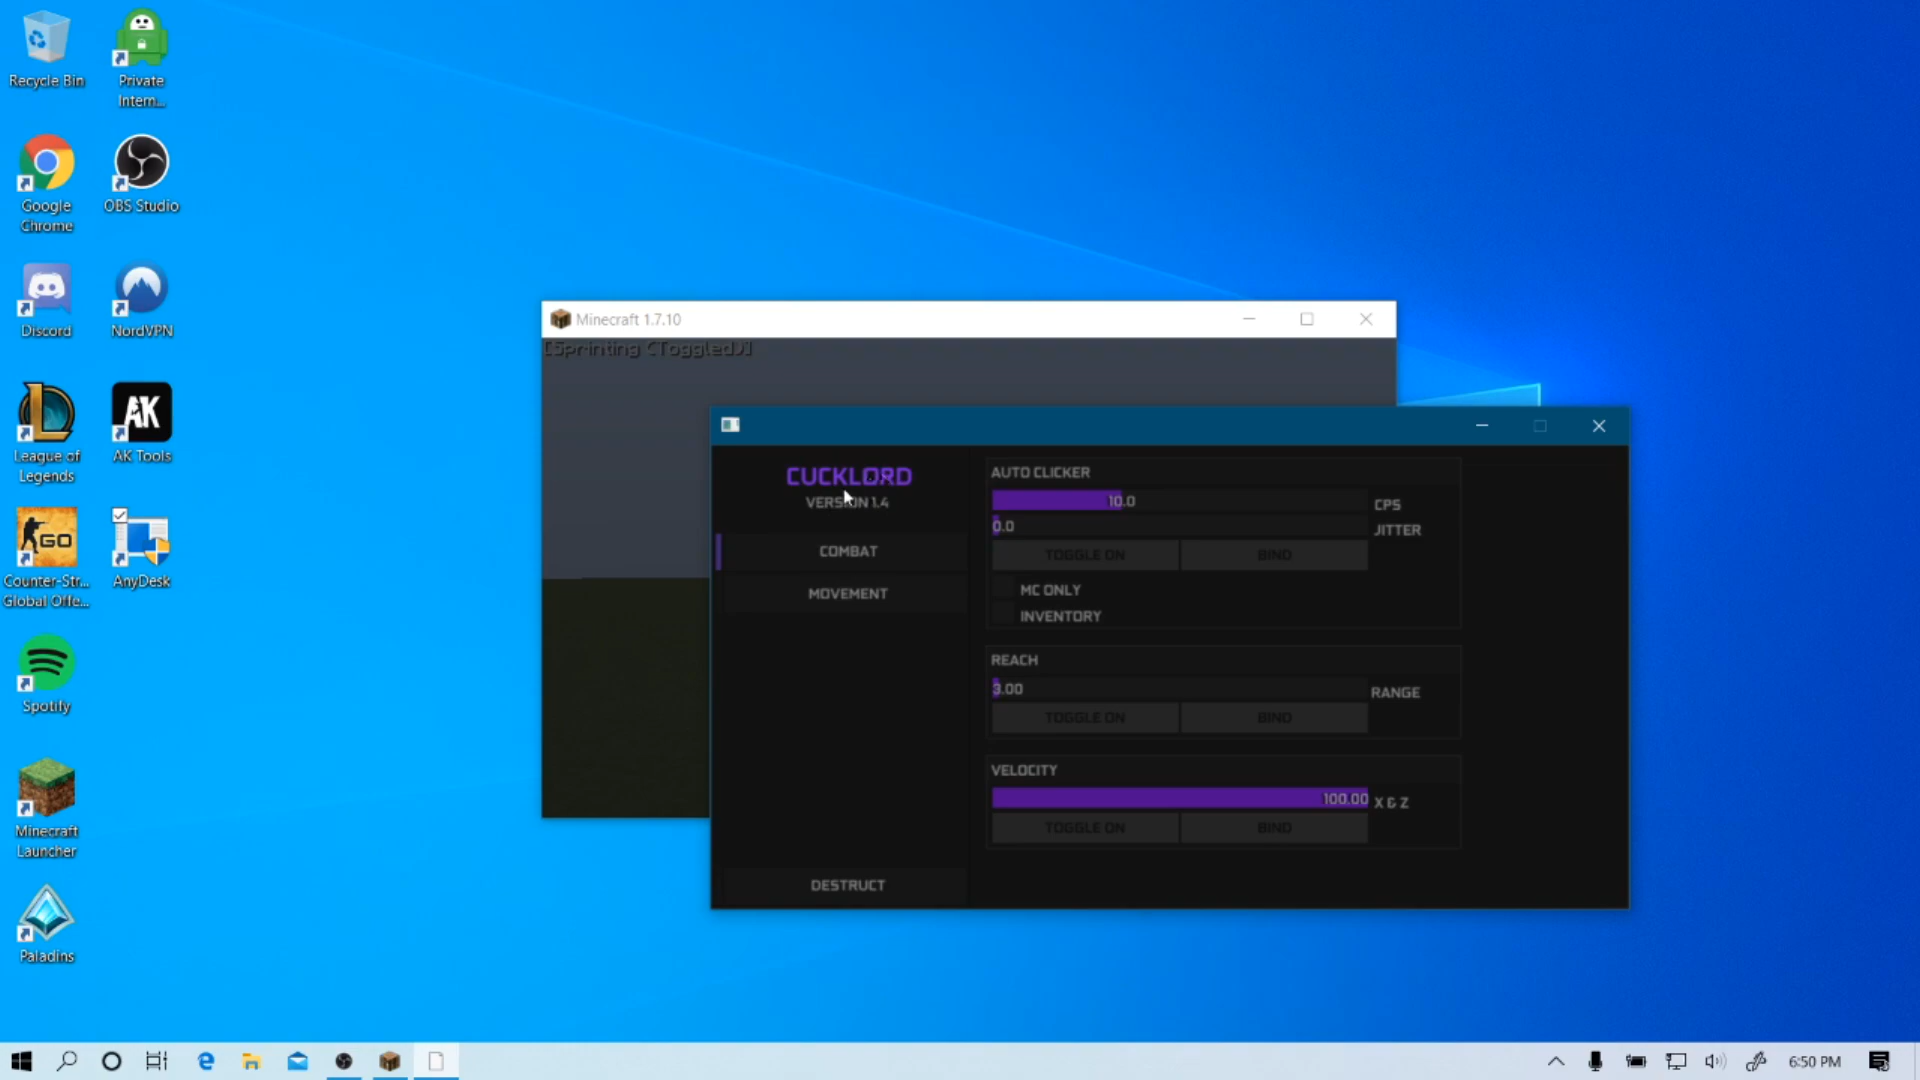 Recycle Bin
Private
Intern...
Google
Chrome
OBS Studio
Discord
NordVPN
League of
Legends
AK
AK Tools
GO
Counter-Str...
Global Offe...
AnyDesk
Spotify
Minecraft
Launcher
Paladins
Minecraft 1.7.10
[Sprinting (Toggled)]
CUCKLORD
VERSION 1.4
COMBAT
MOVEMENT
DESTRUCT
AUTO CLICKER
10.0 CPS
0.0 JITTER
TOGGLE ON BIND
MC ONLY
INVENTORY
REACH
3.00 RANGE
TOGGLE ON BIND
VELOCITY
100.00 X & Z
TOGGLE ON BIND
6:50 PM